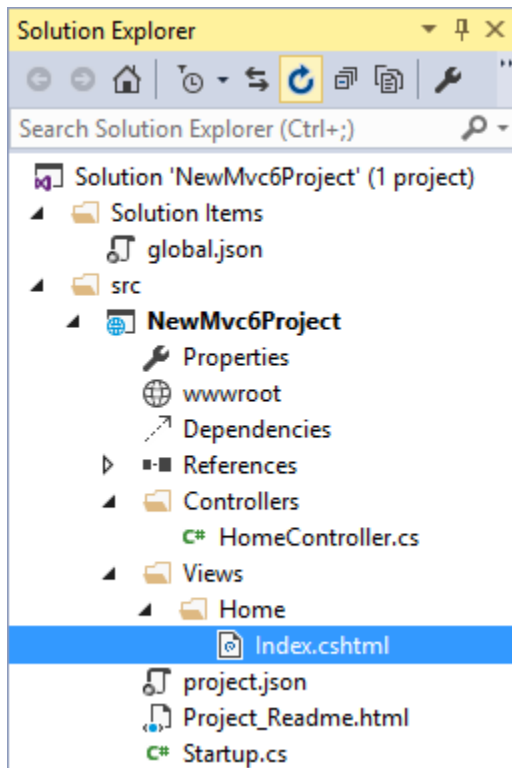 Solution Explorer
Search Solution Explorer (Ctrl+;)
Solution 'NewMvc6Project' (1 project)
Solution Items
global.json
src
NewMvc6Project
Properties
wwwroot
Dependencies
References
Controllers
C# HomeController.cs
Views
Home
Index.cshtml
project.json
Project_Readme.html
C# Startup.cs